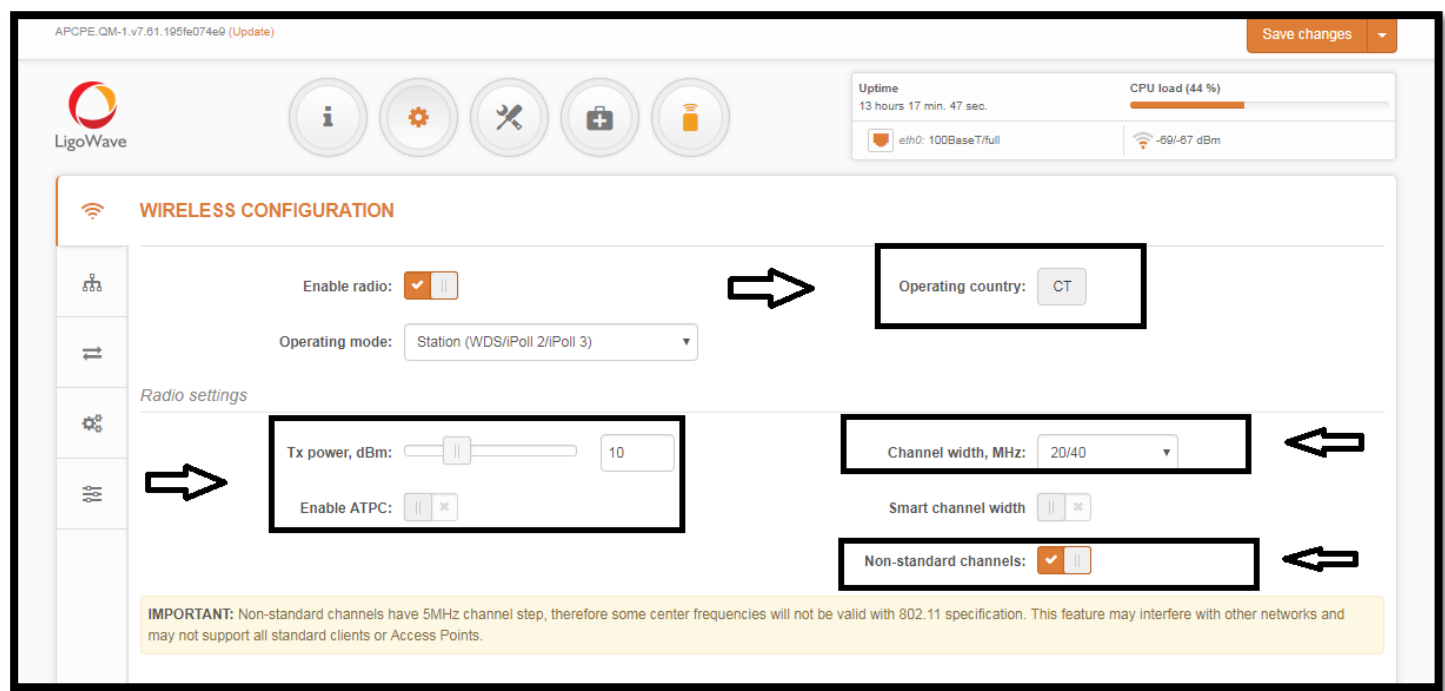 APCPE.QM-1.v7.61.195fe074e9 (Update)
Save changes
LigoWave
Uptime
13 hours 17 min. 47 sec.
CPU load (44 %)
eth0: 100BaseT/full
-69/-67 dBm
WIRELESS CONFIGURATION
Enable radio:
Operating country: CT
Operating mode: Station (WDS/iPoll 2/iPoll 3)
Radio settings
Tx power, dBm: 10
Channel width, MHz: 20/40
Enable ATPC:
Smart channel width
Non-standard channels:
IMPORTANT: Non-standard channels have 5MHz channel step, therefore some center frequencies will not be valid with 802.11 specification. This feature may interfere with other networks and
may not support all standard clients or Access Points.